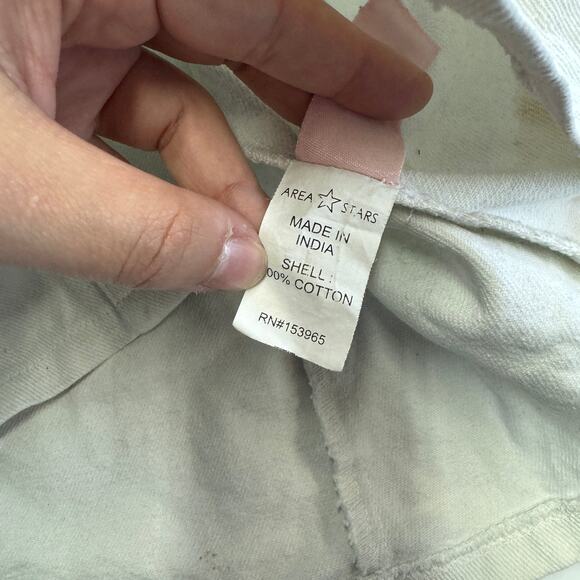 AREA STARS
MADE IN
INDIA
SHELL :
00% COTTON
RN#153965